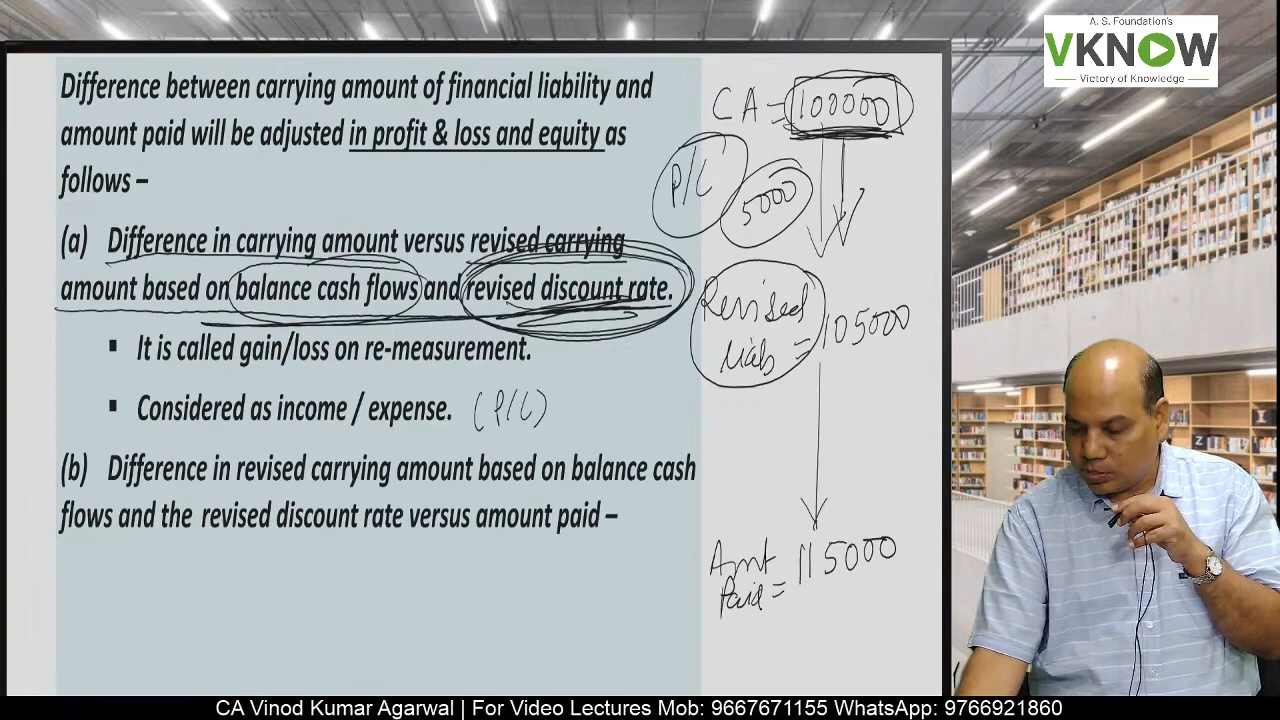 A. S. Foundation's
VKNOW
Victory of Knowledge
Difference between carrying amount of financial liability and
amount paid will be adjusted in profit & loss and equity as
follows –
(a) Difference in carrying amount versus revised carrying
amount based on balance cash flows and revised discount rate.
▪ It is called gain/loss on re-measurement.
▪ Considered as income / expense. (P/L)
(b) Difference in revised carrying amount based on balance cash
flows and the revised discount rate versus amount paid –
CA = 100000
P/L 5000
Revised
Liab = 105000
Amt
Paid = 115000
CA Vinod Kumar Agarwal | For Video Lectures Mob: 9667671155 WhatsApp: 9766921860